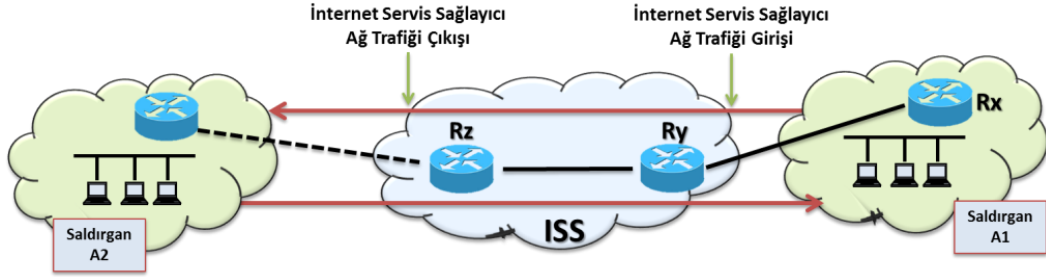 İnternet Servis Sağlayıcı
Ağ Trafiği Çıkışı
İnternet Servis Sağlayıcı
Ağ Trafiği Girişi
Rz
Ry
Rx
ISS
Saldırgan
A2
Saldırgan
A1